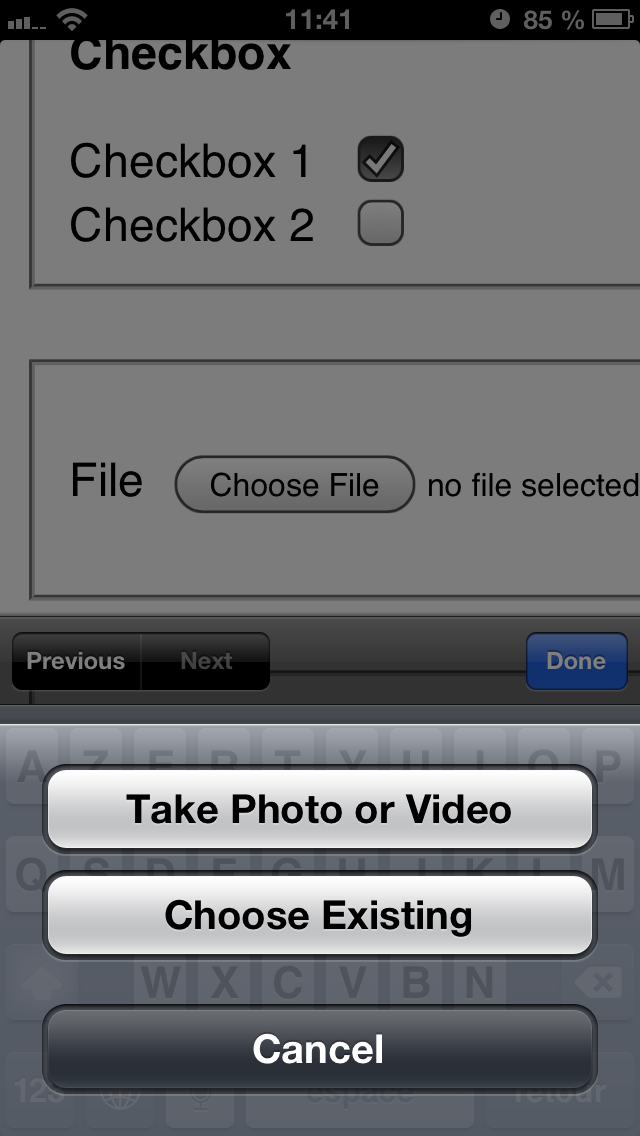 11:41 85 %
Checkbox
Checkbox 1
Checkbox 2
File Choose File no file selected
Previous Next Done
A Z E R T Y U I O P
Take Photo or Video
Q S D F G H J K L M
Choose Existing
W X C V B N
Cancel
123 espace retour